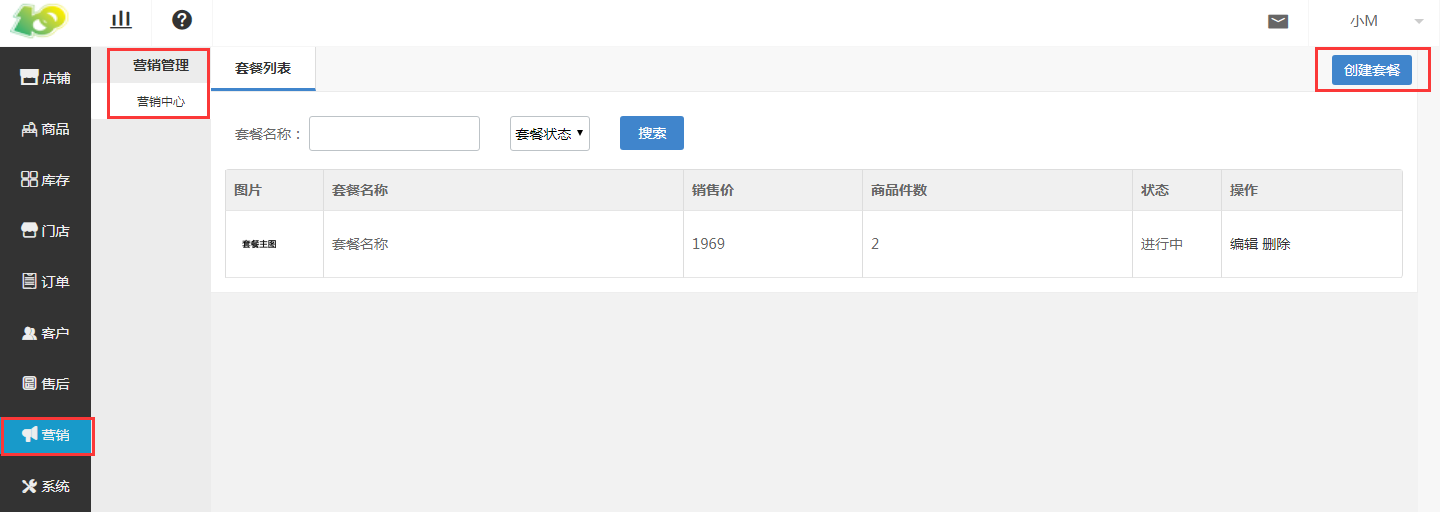 小M
店铺
商品
库存
门店
订单
客户
售后
营销
系统
营销管理
营销中心
套餐列表
创建套餐
套餐名称：
套餐状态
搜索
图片 套餐名称 销售价 商品件数 状态 操作
套餐主图 套餐名称 1969 2 进行中 编辑 删除